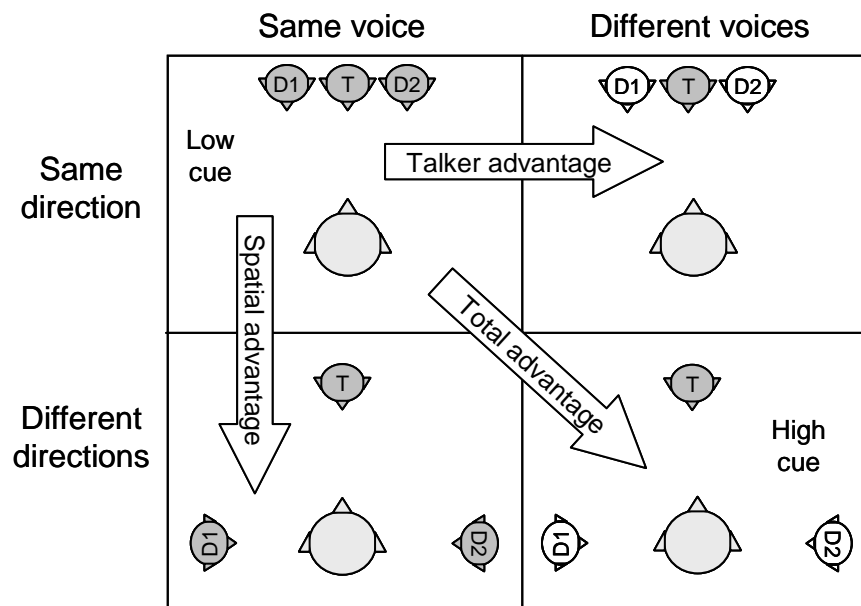 Same voice
Different voices
D1 T D2
D1 T D2
Low
cue
Talker advantage
Same
direction
Spatial advantage
Total advantage
T
T
Different
directions
High
cue
D1
D2
D1
D2